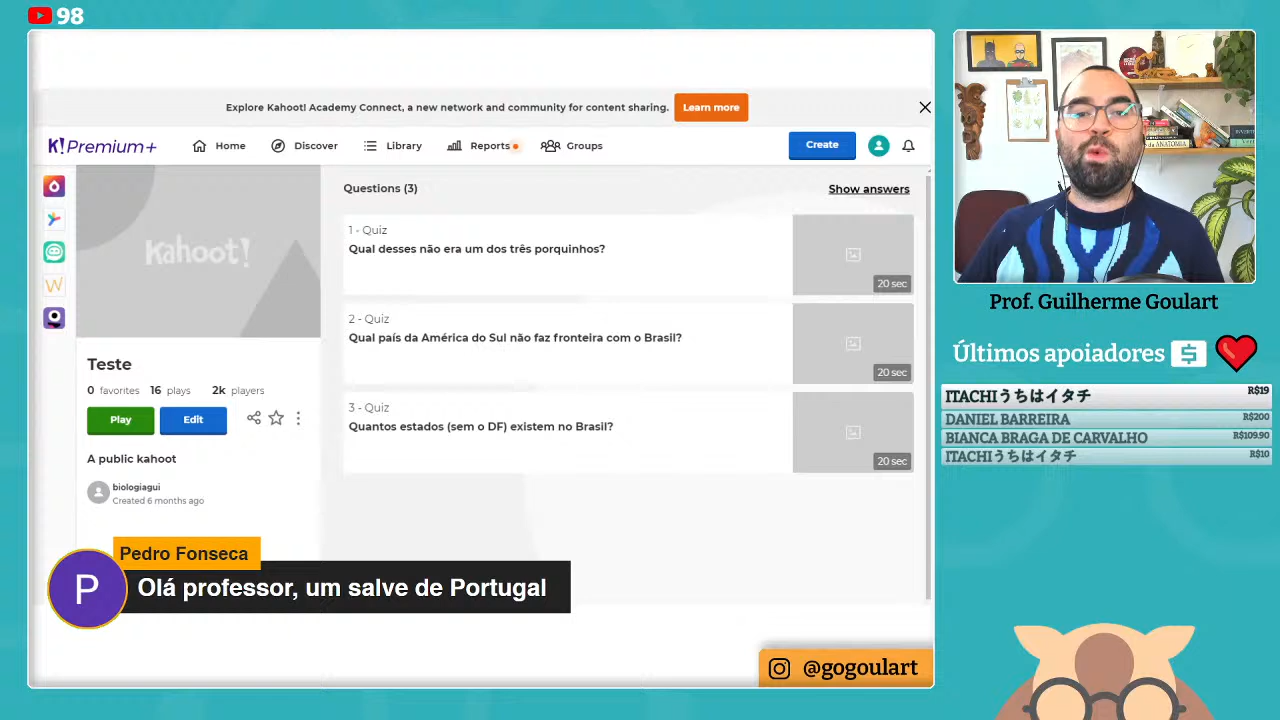 98
Explore Kahoot! Academy Connect, a new network and community for content sharing.
Learn more
K!Premium+
Home
Discover
Library
Reports
Groups
Create
Kahoot!
Questions (3)
Show answers
1 - Quiz
Qual desses não era um dos três porquinhos?
20 sec
2 - Quiz
Qual país da América do Sul não faz fronteira com o Brasil?
20 sec
3 - Quiz
Quantos estados (sem o DF) existem no Brasil?
20 sec
Teste
0 favorites 16 plays 2k players
Play
Edit
A public kahoot
biologiagui
Created 6 months ago
Pedro Fonseca
P
Olá professor, um salve de Portugal
@gogoulart
Prof. Guilherme Goulart
Últimos apoiadores
ITACHIうちはイタチ R$19
DANIEL BARREIRA R$200
BIANCA BRAGA DE CARVALHO R$109.90
ITACHIうちはイタチ R$10